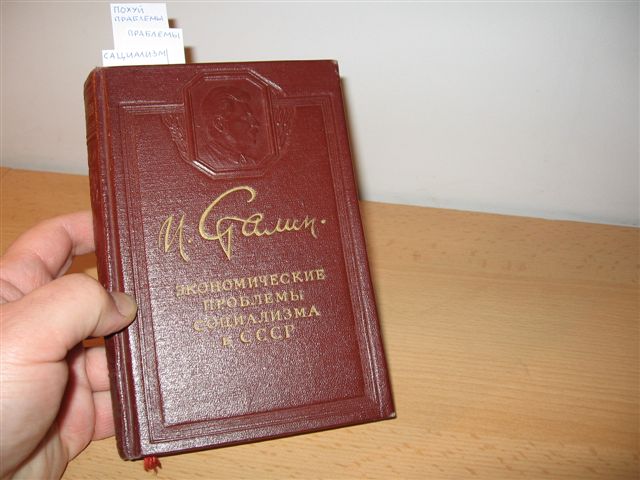 ПОХУЙ
ПРАБЛЕМЫ
ПРАБЛЕМЫ
САЦИАЛИЗМ
И. Сталин.
ЭКОНОМИЧЕСКИЕ
ПРОБЛЕМЫ
СОЦИАЛИЗМА
в СССР